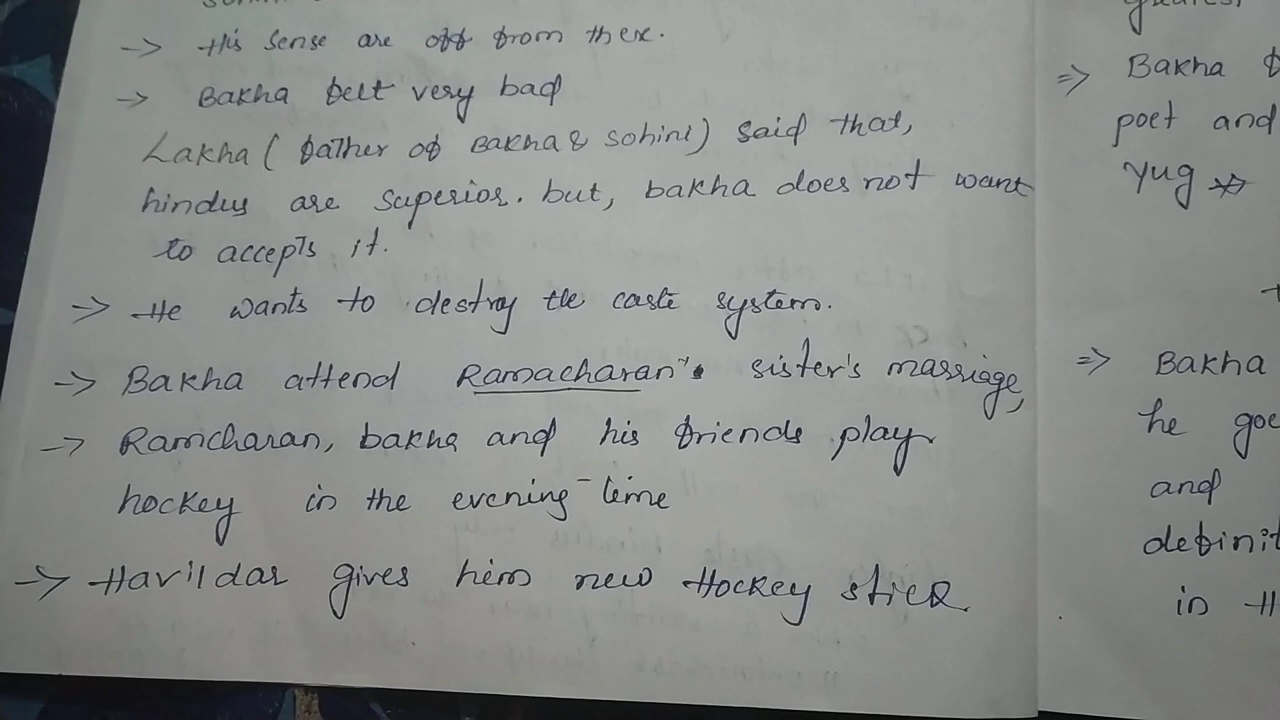 -> His Sense are off from there.
-> Bakha felt very bad
Lakha ( father of Bakha & sohini) said that,
hindus are superior. but, bakha does not want
to accepts it.
-> He wants to destroy the caste system.
-> Bakha attend Ramacharan's sister's marriage,
-> Ramcharan, bakha and his friends play
hockey in the evening-time
-> Havildar gives him new Hockey stick.
=> Bakha
poet and
Yug
=> Bakha
he goe
and
definit
in H